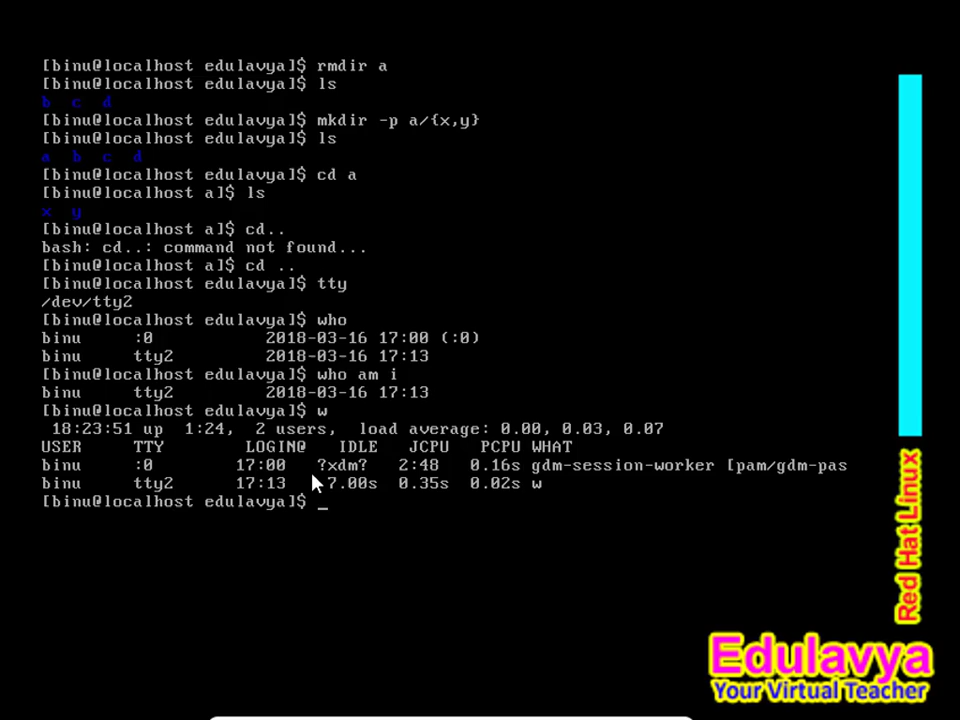 [binu@localhost edulavya]$ rmdir a
[binu@localhost edulavya]$ ls
b c d
[binu@localhost edulavya]$ mkdir -p a/{x,y}
[binu@localhost edulavya]$ ls
a b c d
[binu@localhost edulavya]$ cd a
[binu@localhost a]$ ls
x y
[binu@localhost a]$ cd..
bash: cd..: command not found...
[binu@localhost a]$ cd ..
[binu@localhost edulavya]$ tty
/dev/tty2
[binu@localhost edulavya]$ who
binu :0 2018-03-16 17:00 (:0)
binu tty2 2018-03-16 17:13
[binu@localhost edulavya]$ who am i
binu tty2 2018-03-16 17:13
[binu@localhost edulavya]$ w
18:23:51 up 1:24, 2 users, load average: 0.00, 0.03, 0.07
USER TTY LOGIN@ IDLE JCPU PCPU WHAT
binu :0 17:00 ?xdm? 2:48 0.16s gdm-session-worker [pam/gdm-pas
binu tty2 17:13 7.00s 0.35s 0.02s w
[binu@localhost edulavya]$ _
Red Hat Linux
Edulavya
Your Virtual Teacher